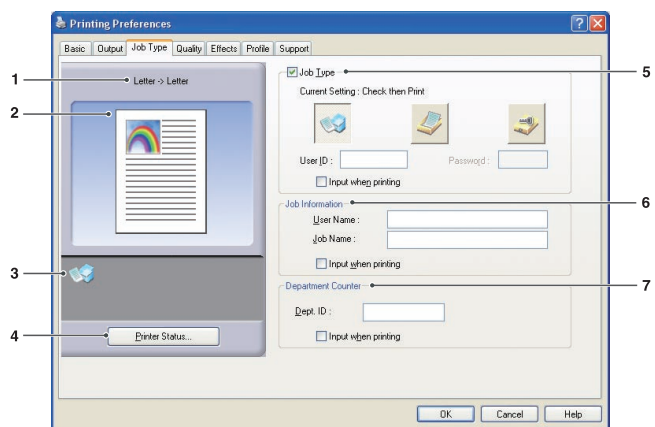 Printing Preferences
Basic Output Job Type Quality Effects Profile Support
1 Letter -> Letter
2
3
4 Printer Status...
Job Type 5
Current Setting : Check then Print
User ID : Password :
Input when printing
Job Information 6
User Name :
Job Name :
Input when printing
Department Counter 7
Dept. ID :
Input when printing
OK Cancel Help